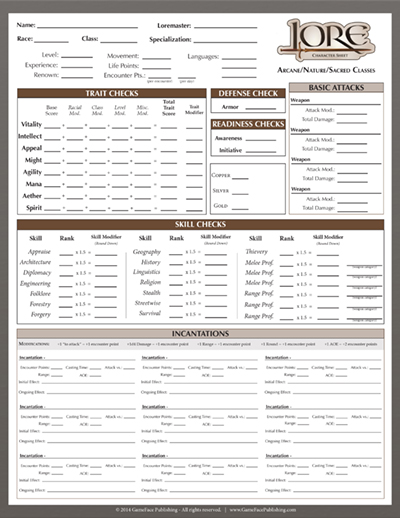 Name: Loremaster:
LORE
CHARACTER SHEET
Race: Class: Specialization:
ARCANE/NATURE/SACRED CLASSES
Level: Movement: Languages:
Experience: Life Points:
Renown: Encounter Pts.
TRAIT CHECKS
DEFENSE CHECK
BASIC ATTACKS
Base Score Racial Mod. Class Mod. Level Mod. Misc. Mod. Total Trait Score Trait Modifier
Armor
Weapon
Attack Mod.:
Total Damage:
READINESS CHECKS
Awareness
Initiative
Weapon
Attack Mod.:
Total Damage:
COPPER
SILVER
GOLD
Weapon
Attack Mod.:
Total Damage:
Weapon
Attack Mod.:
Total Damage:
Vitality + + + + =
Intellect + + + + =
Appeal + + + + =
Might + + + + =
Agility + + + + =
Mana + + + + =
Aether + + + + =
Spirit + + + + =
SKILL CHECKS
Skill Rank Skill Modifier (Round Down) Skill Rank Skill Modifier (Round Down) Skill Rank Skill Modifier (Round Down)
Appraise x 1.5 = Geography x 1.5 = Thievery x 1.5 =
Architecture x 1.5 = History x 1.5 = Melee Prof. x 1.5 =
Diplomacy x 1.5 = Linguistics x 1.5 = Melee Prof. x 1.5 =
Engineering x 1.5 = Religion x 1.5 = Melee Prof. x 1.5 =
Folklore x 1.5 = Stealth x 1.5 = Range Prof. x 1.5 =
Forestry x 1.5 = Streetwise x 1.5 = Range Prof. x 1.5 =
Forgery x 1.5 = Survival x 1.5 = Range Prof. x 1.5 =
INCANTATIONS
Incantation - Incantation - Incantation -
Encounter Points: Casting Time: Attack vs.: Encounter Points: Casting Time: Attack vs.: Encounter Points: Casting Time: Attack vs.:
Range: AOE: Range: AOE: Range: AOE:
Initial Effect: Initial Effect: Initial Effect:
Ongoing Effect: Ongoing Effect: Ongoing Effect:
Incantation - Incantation - Incantation -
Encounter Points: Casting Time: Attack vs.: Encounter Points: Casting Time: Attack vs.: Encounter Points: Casting Time: Attack vs.:
Range: AOE: Range: AOE: Range: AOE:
Initial Effect: Initial Effect: Initial Effect:
Ongoing Effect: Ongoing Effect: Ongoing Effect:
Incantation - Incantation - Incantation -
Encounter Points: Casting Time: Attack vs.: Encounter Points: Casting Time: Attack vs.: Encounter Points: Casting Time: Attack vs.:
Range: AOE: Range: AOE: Range: AOE:
Initial Effect: Initial Effect: Initial Effect:
Ongoing Effect: Ongoing Effect: Ongoing Effect:
© 2014 GameFace Publishing - All rights reserved. | www.GameFacePublishing.com